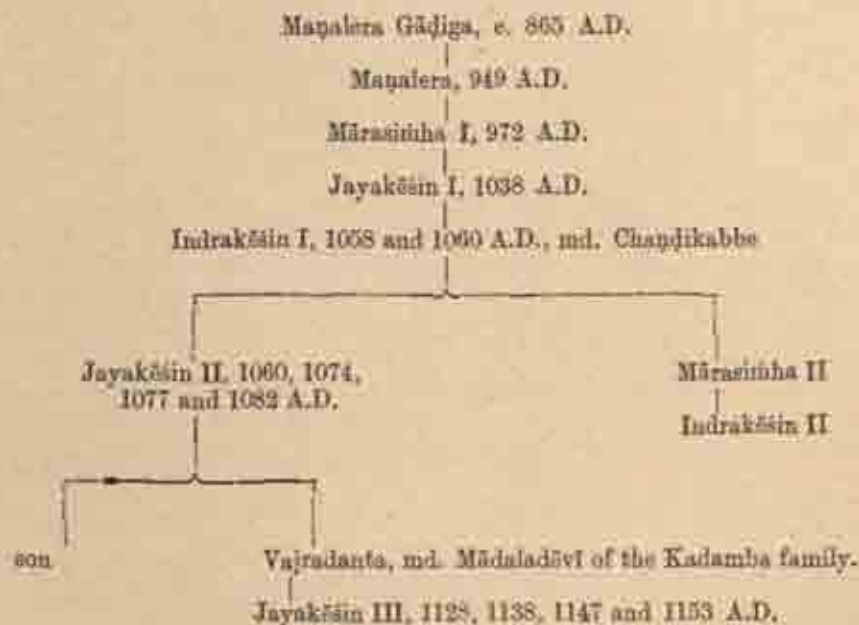 Maṇalera Gāḍiga, c. 865 A.D.
Maṇalera, 949 A.D.
Mārasiṁha I, 972 A.D.
Jayakēśin I, 1038 A.D.
Indrakēśin I, 1058 and 1060 A.D., md. Chaṇḍikabbe
Jayakēśin II, 1060, 1074,
1077 and 1082 A.D.
Mārasiṁha II
Indrakēśin II
son
Vajradanta, md. Mādaladēvī of the Kadamba family.
Jayakēśin III, 1128, 1138, 1147 and 1153 A.D.